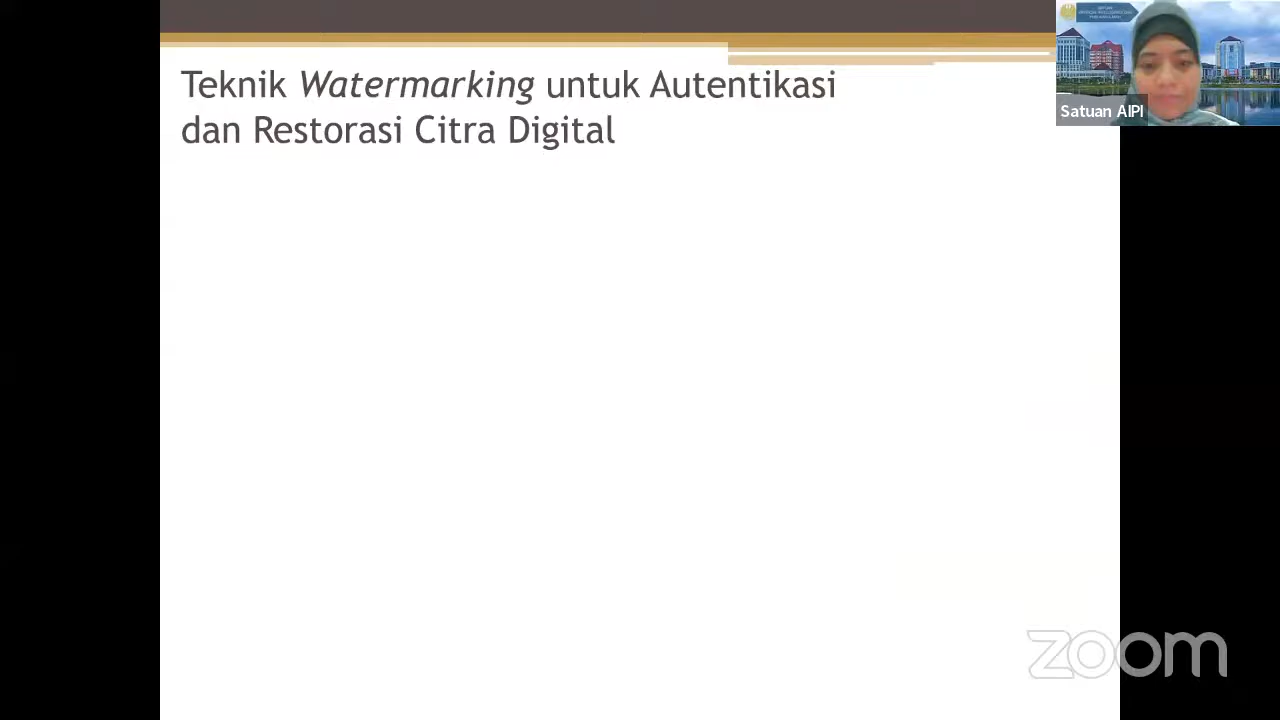 Teknik Watermarking untuk Autentikasi
dan Restorasi Citra Digital
Satuan AIPI
zoom